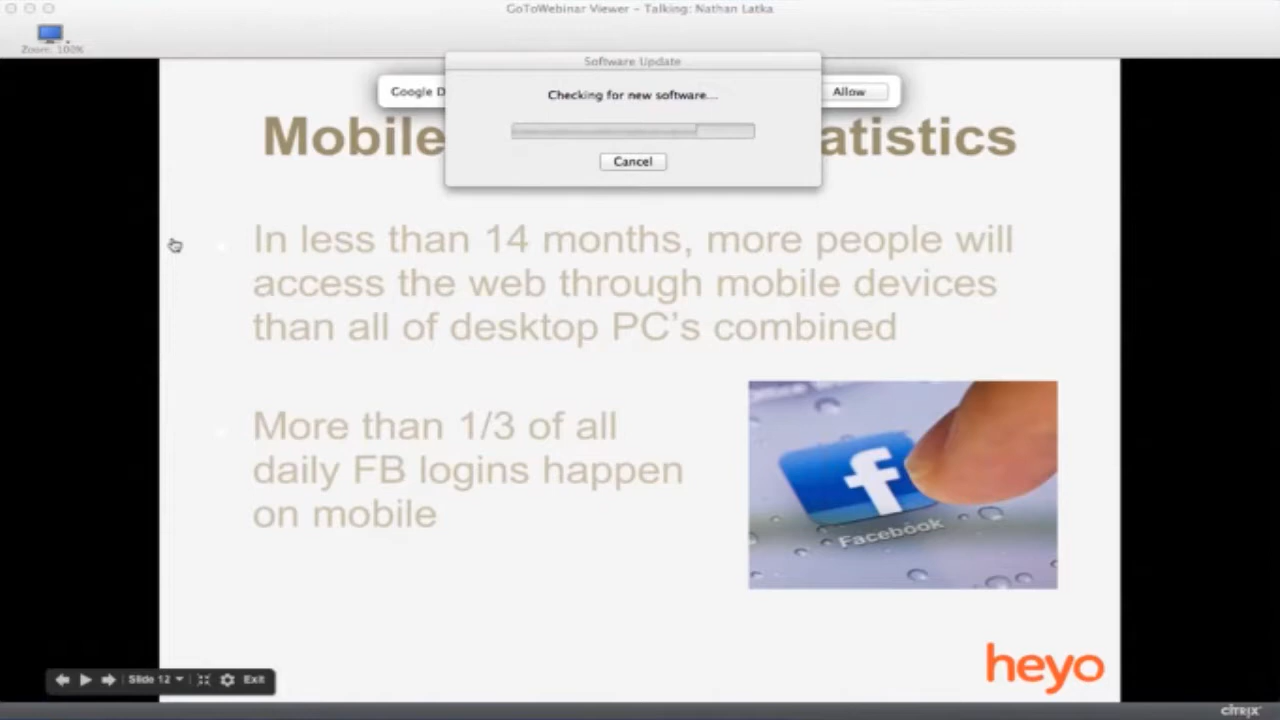 GoToWebinar Viewer - Talking: Nathan Latka
Zoom: 100%
Software Update
Google D
Checking for new software...
Allow
Mobile
atistics
Cancel
In less than 14 months, more people will
access the web through mobile devices
than all of desktop PC's combined
More than 1/3 of all
daily FB logins happen
on mobile
f
Facebook
heyo
Slide 12
Exit
CITRIX